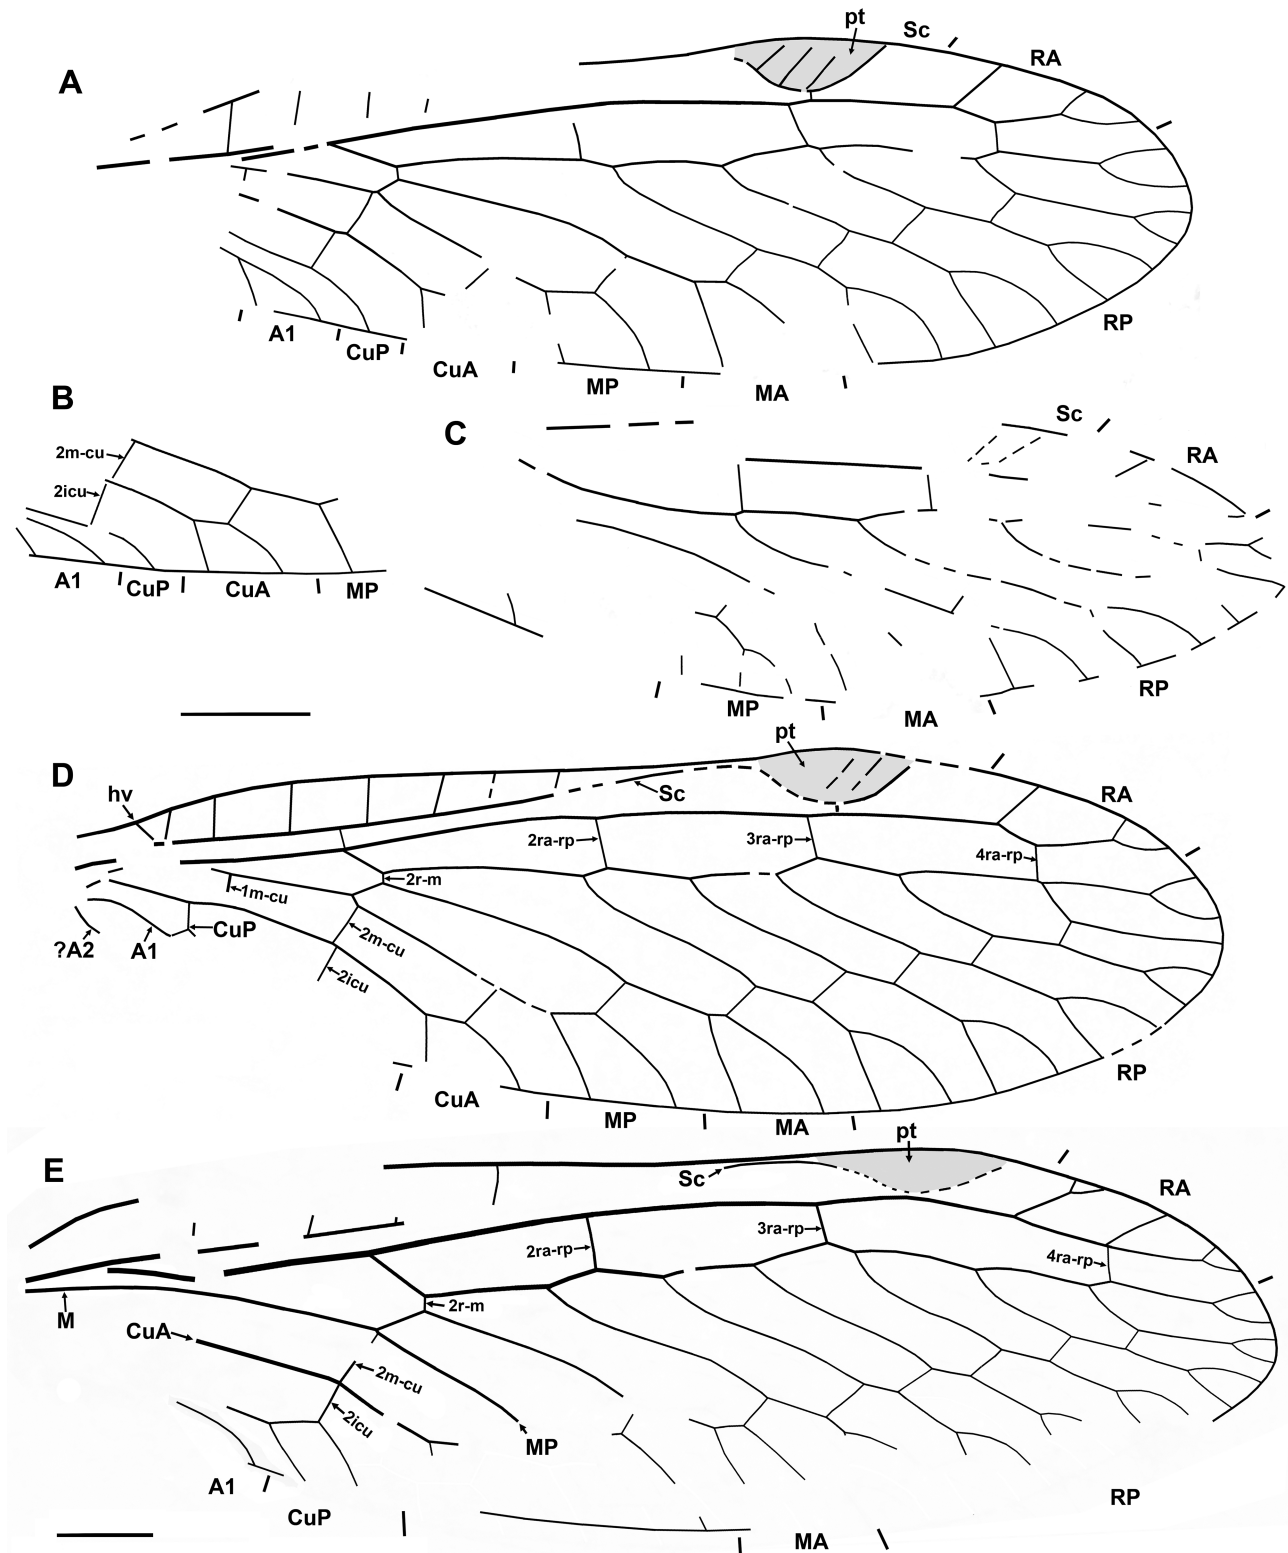 A
pt
Sc
RA
A1
CuP
CuA
MP
MA
RP
B
2m-cu
2icu
A1
CuP
CuA
MP
C
Sc
RA
MP
MA
RP
D
pt
hv
Sc
RA
2ra-rp
3ra-rp
4ra-rp
2r-m
1m-cu
CuP
?A2
A1
2m-cu
2icu
CuA
MP
MA
RP
E
pt
Sc
RA
2ra-rp
3ra-rp
4ra-rp
2r-m
M
CuA
2m-cu
2icu
MP
A1
CuP
MA
RP